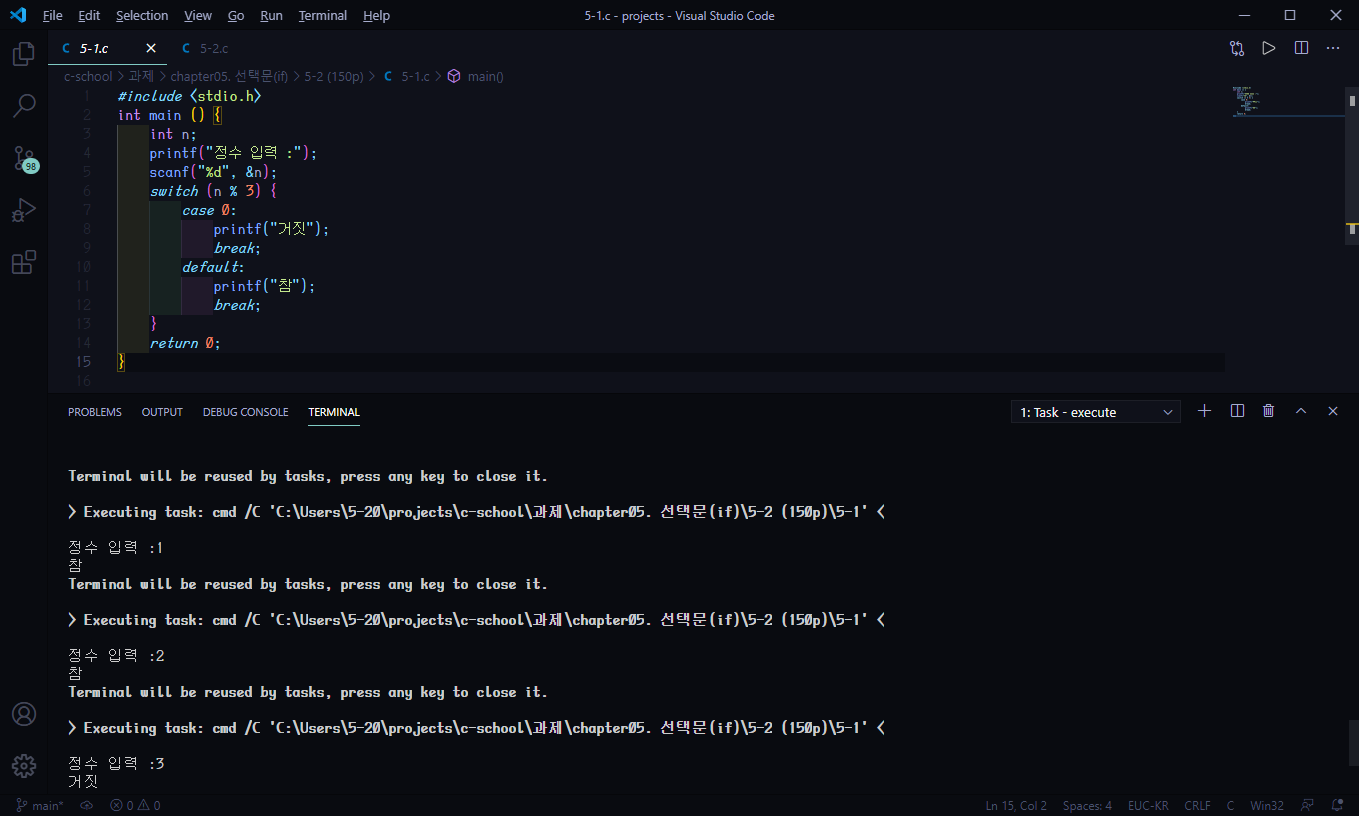 File Edit Selection View Go Run Terminal Help 5-1.c - projects - Visual Studio Code
C 5-1.c C 5-2.c
c-school > 과제 > chapter05. 선택문(if) > 5-2 (150p) > C 5-1.c > main()
1 #include <stdio.h>
2 int main () {
3 int n;
4 printf("정수 입력 :");
5 scanf("%d", &n);
6 switch (n % 3) {
7 case 0:
8 printf("거짓");
9 break;
10 default:
11 printf("참");
12 break;
13 }
14 return 0;
15 }
16
98
PROBLEMS OUTPUT DEBUG CONSOLE TERMINAL 1: Task - execute
Terminal will be reused by tasks, press any key to close it.
> Executing task: cmd /C 'C:\Users\5-20\projects\c-school\과제\chapter05. 선택문(if)\5-2 (150p)\5-1' <
정수 입력 :1
참
Terminal will be reused by tasks, press any key to close it.
> Executing task: cmd /C 'C:\Users\5-20\projects\c-school\과제\chapter05. 선택문(if)\5-2 (150p)\5-1' <
정수 입력 :2
참
Terminal will be reused by tasks, press any key to close it.
> Executing task: cmd /C 'C:\Users\5-20\projects\c-school\과제\chapter05. 선택문(if)\5-2 (150p)\5-1' <
정수 입력 :3
거짓
main* 0 0 Ln 15, Col 2 Spaces: 4 EUC-KR CRLF C Win32